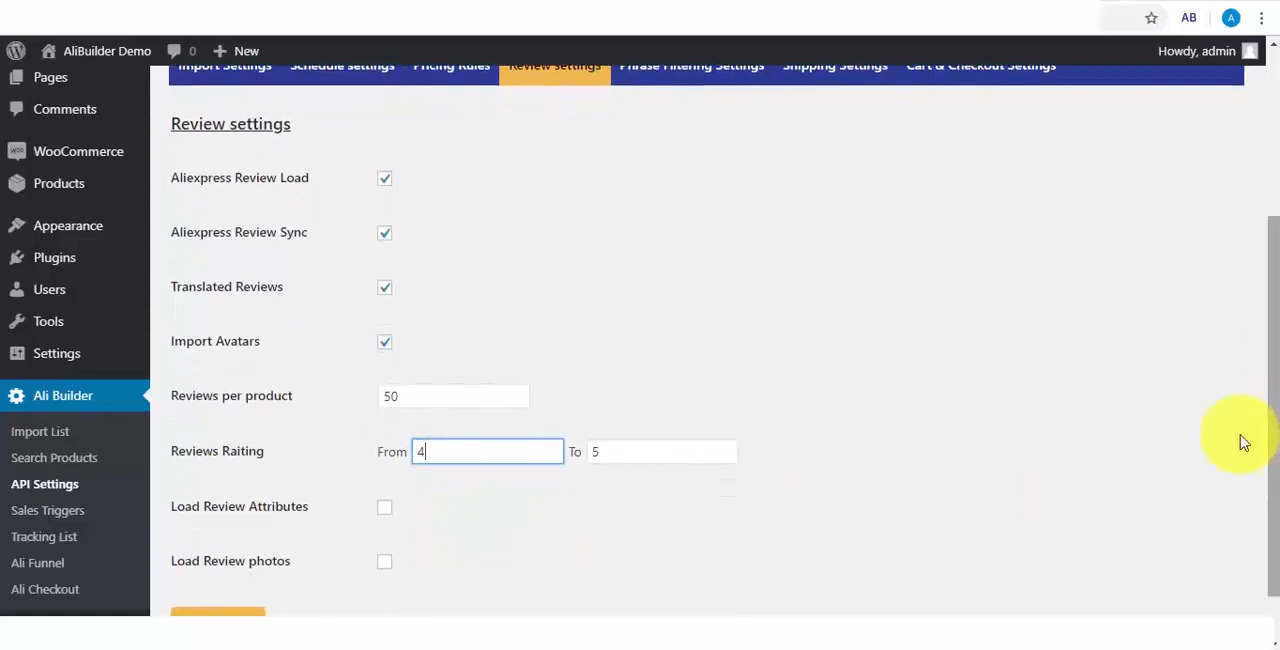 AB
A
AliBuilder Demo
0
New
Howdy, admin
Import Settings
Schedule settings
Pricing Rules
Review settings
Phrase Filtering Settings
Shipping Settings
Cart & Checkout Settings
Pages
Comments
WooCommerce
Products
Appearance
Plugins
Users
Tools
Settings
Ali Builder
Import List
Search Products
API Settings
Sales Triggers
Tracking List
Ali Funnel
Ali Checkout
Review settings
Aliexpress Review Load
Aliexpress Review Sync
Translated Reviews
Import Avatars
Reviews per product 50
Reviews Raiting From 4 To 5
Load Review Attributes
Load Review photos